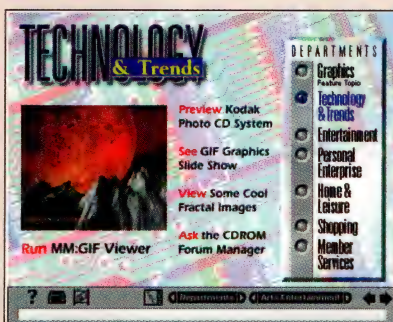 TECHNOLOGY
& Trends
Preview Kodak
Photo CD System
See GIF Graphics
Slide Show
View Some Cool
Fractal Images
Ask the CDROM
Forum Manager
Run MM:GIF Viewer
DEPARTMENTS
Graphics
Feature Topic
Technology
& Trends
Entertainment
Personal
Enterprise
Home &
Leisure
Shopping
Member
Services
?
Departments
Arts Entertainment